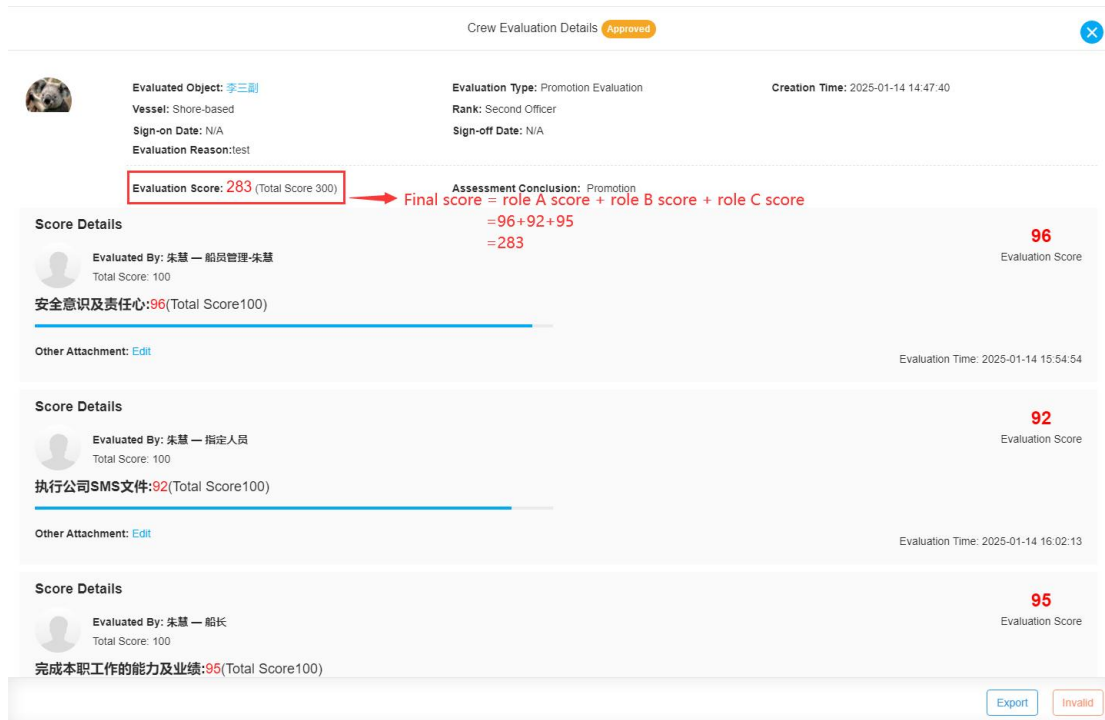 Crew Evaluation Details Approved
Evaluated Object: 李三副 Evaluation Type: Promotion Evaluation Creation Time: 2025-01-14 14:47:40
Vessel: Shore-based Rank: Second Officer
Sign-on Date: N/A Sign-off Date: N/A
Evaluation Reason:test
Evaluation Score: 283 (Total Score 300) Assessment Conclusion: Promotion
Final score = role A score + role B score + role C score
=96+92+95
=283
Score Details
96
Evaluation Score
Evaluated By: 朱慧 — 船员管理-朱慧
Total Score: 100
安全意识及责任心:96(Total Score100)
Other Attachment: Edit
Evaluation Time: 2025-01-14 15:54:54
Score Details
92
Evaluation Score
Evaluated By: 朱慧 — 指定人员
Total Score: 100
执行公司SMS文件:92(Total Score100)
Other Attachment: Edit
Evaluation Time: 2025-01-14 16:02:13
Score Details
95
Evaluation Score
Evaluated By: 朱慧 — 船长
Total Score: 100
完成本职工作的能力及业绩:95(Total Score100)
Export Invalid